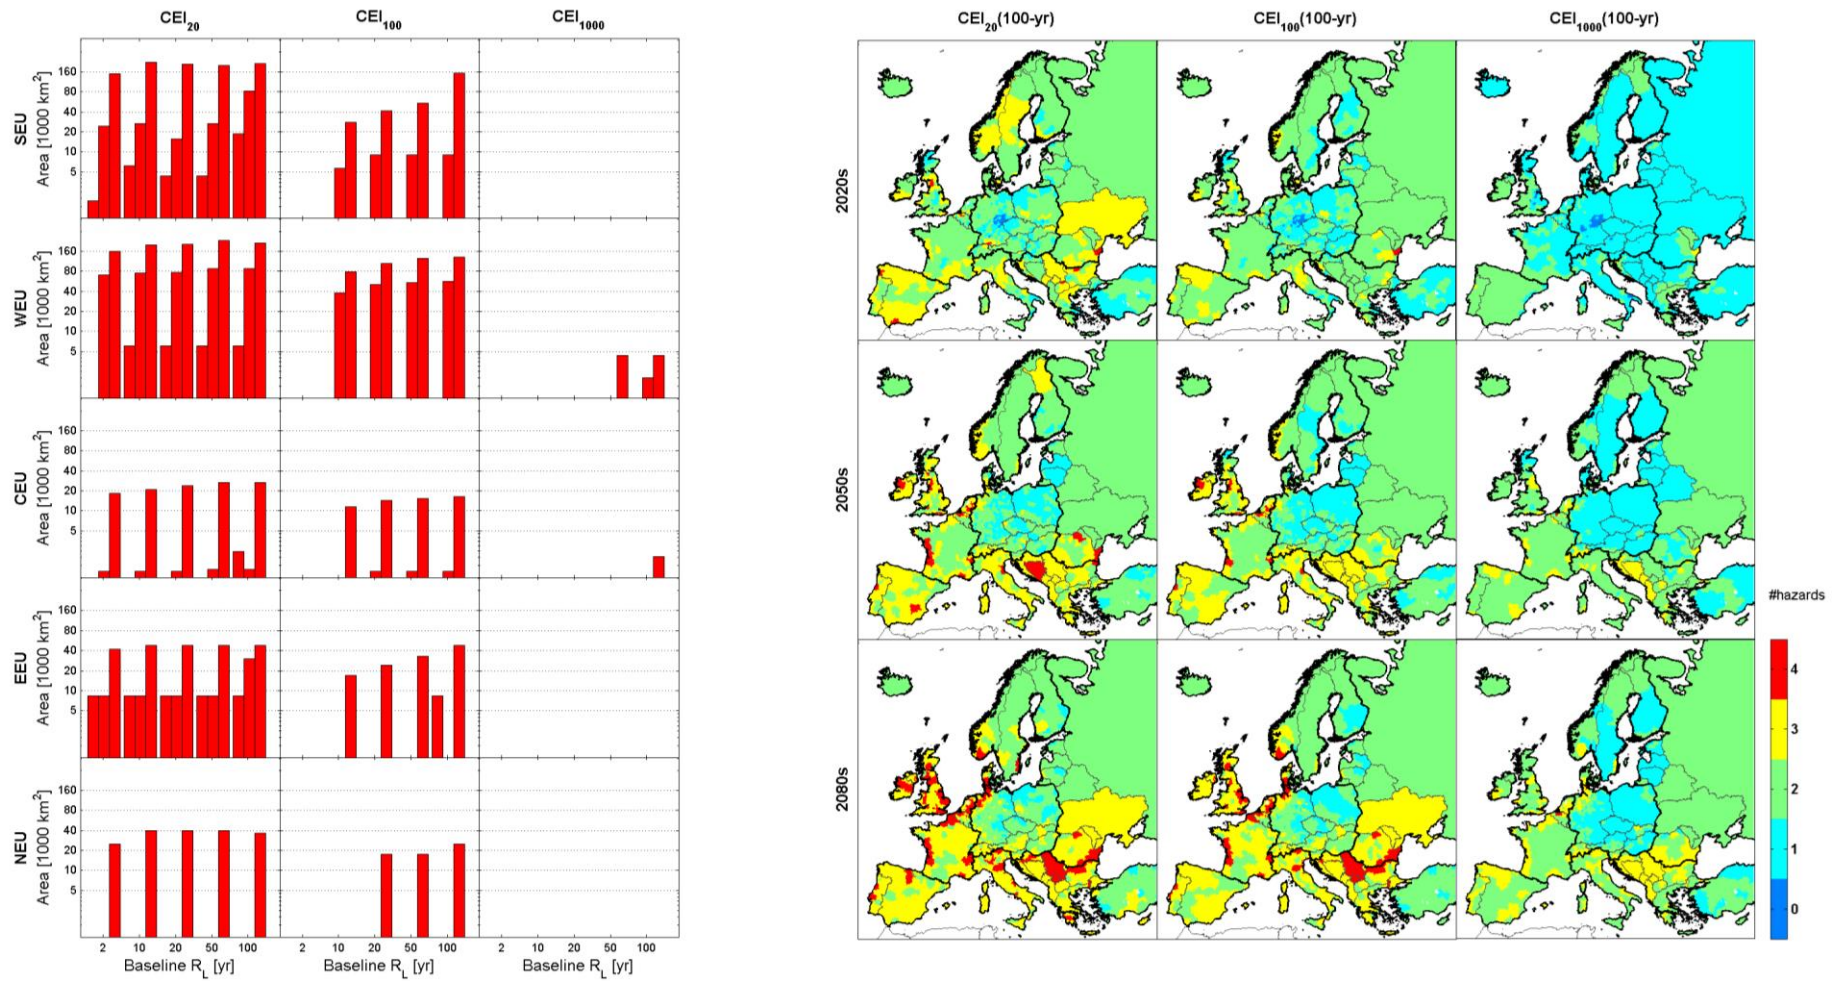 CEI20 CEI100 CEI1000
SEU
Area [1000 km2]
160
80
40
20
10
5
WEU
Area [1000 km2]
160
80
40
20
10
5
CEU
Area [1000 km2]
160
80
40
20
10
5
EEU
Area [1000 km2]
160
80
40
20
10
5
NEU
Area [1000 km2]
160
80
40
20
10
5
2 10 20 50 100 2 10 20 50 100 2 10 20 50 100
Baseline RL [yr] Baseline RL [yr] Baseline RL [yr]
CEI20(100-yr) CEI100(100-yr) CEI1000(100-yr)
2020s
2050s
2080s
#hazards
4
3
2
1
0